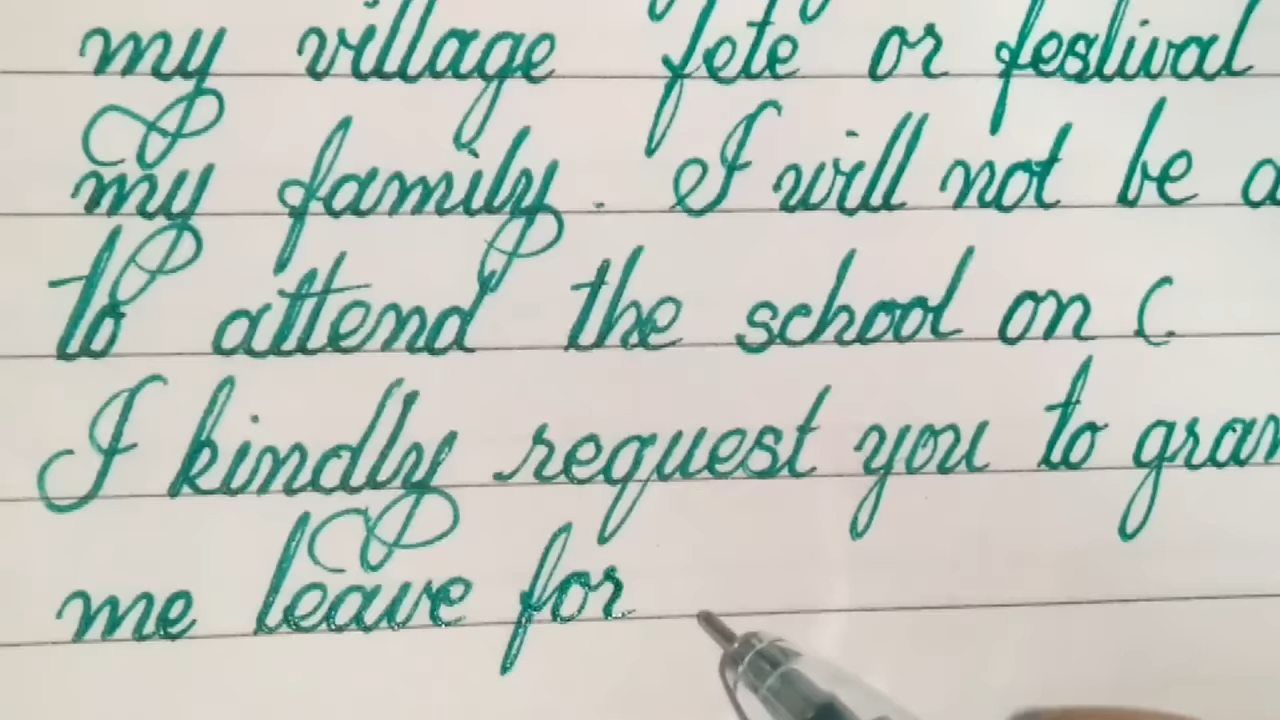 my village fete or festival
my family. I will not be a
to attend the school on (
I kindly request you to gran
me leave for